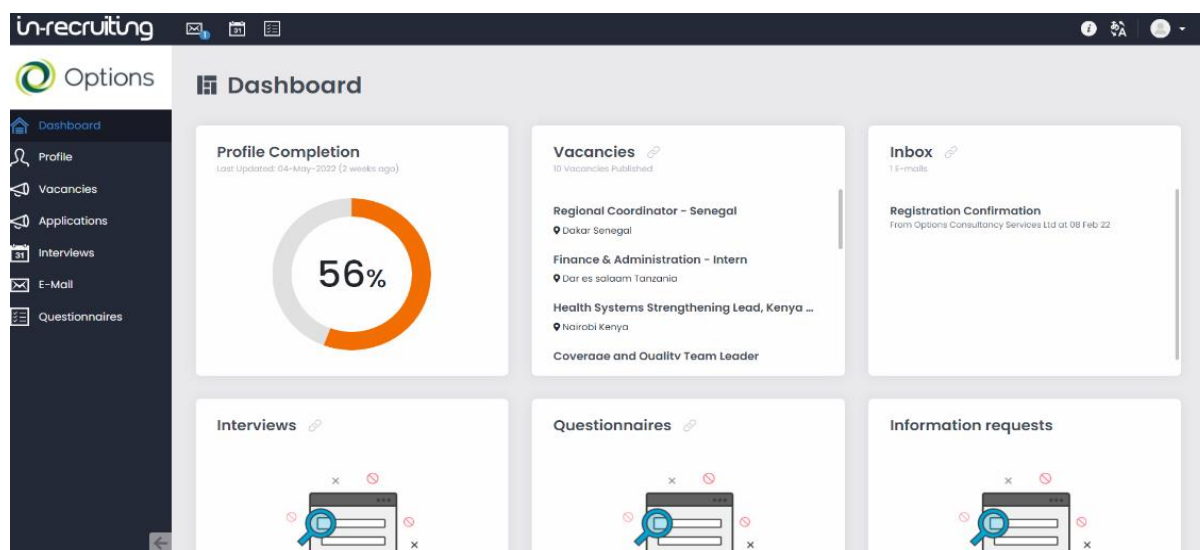 in-recruiting
1
31
Options
Dashboard
Profile
Vacancies
Applications
31
Interviews
E-Mail
Questionnaires
Dashboard
Profile Completion
Last Updated: 04-May-2022 (2 weeks ago)
56%
Vacancies
10 Vacancies Published
Regional Coordinator - Senegal
Dakar Senegal
Finance & Administration - Intern
Dar es salaam Tanzania
Health Systems Strengthening Lead, Kenya ...
Nairobi Kenya
Coverage and Quality Team Leader
Inbox
1 E-mails
Registration Confirmation
From Options Consultancy Services Ltd at 08 Feb 22
Interviews
Questionnaires
Information requests